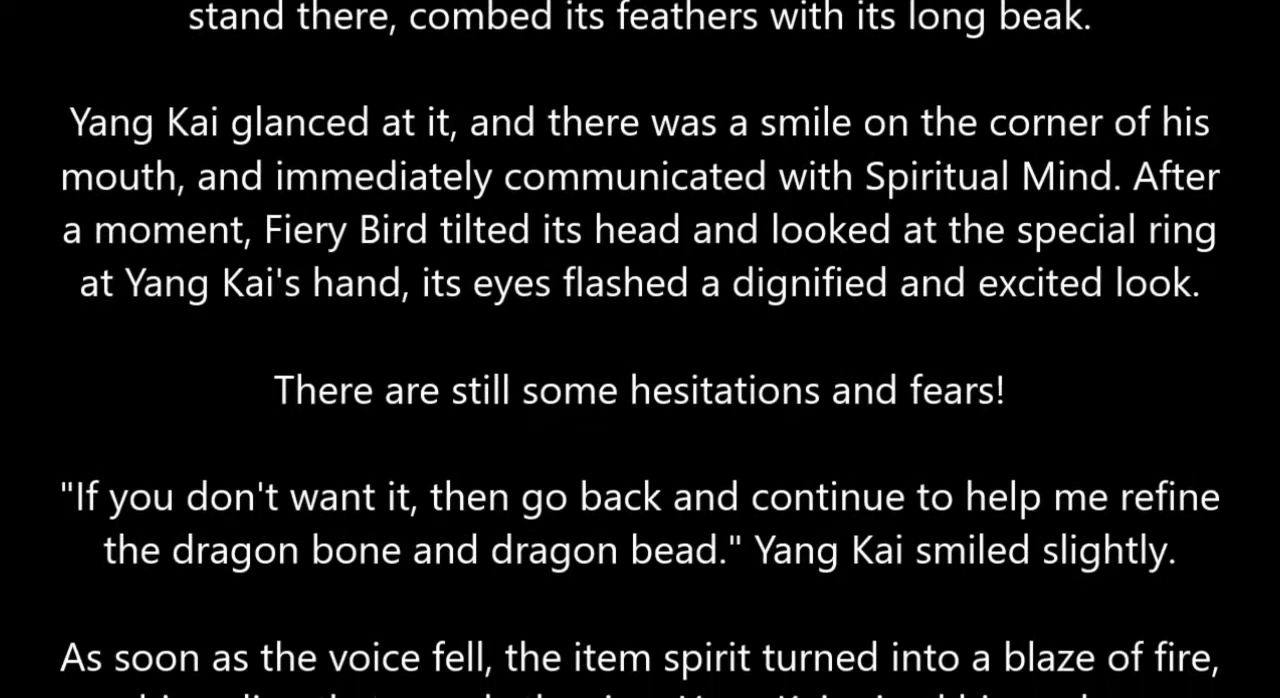 stand there, combed its feathers with its long beak.
Yang Kai glanced at it, and there was a smile on the corner of his
mouth, and immediately communicated with Spiritual Mind. After
a moment, Fiery Bird tilted its head and looked at the special ring
at Yang Kai's hand, its eyes flashed a dignified and excited look.
There are still some hesitations and fears!
"If you don't want it, then go back and continue to help me refine
the dragon bone and dragon bead." Yang Kai smiled slightly.
As soon as the voice fell, the item spirit turned into a blaze of fire,